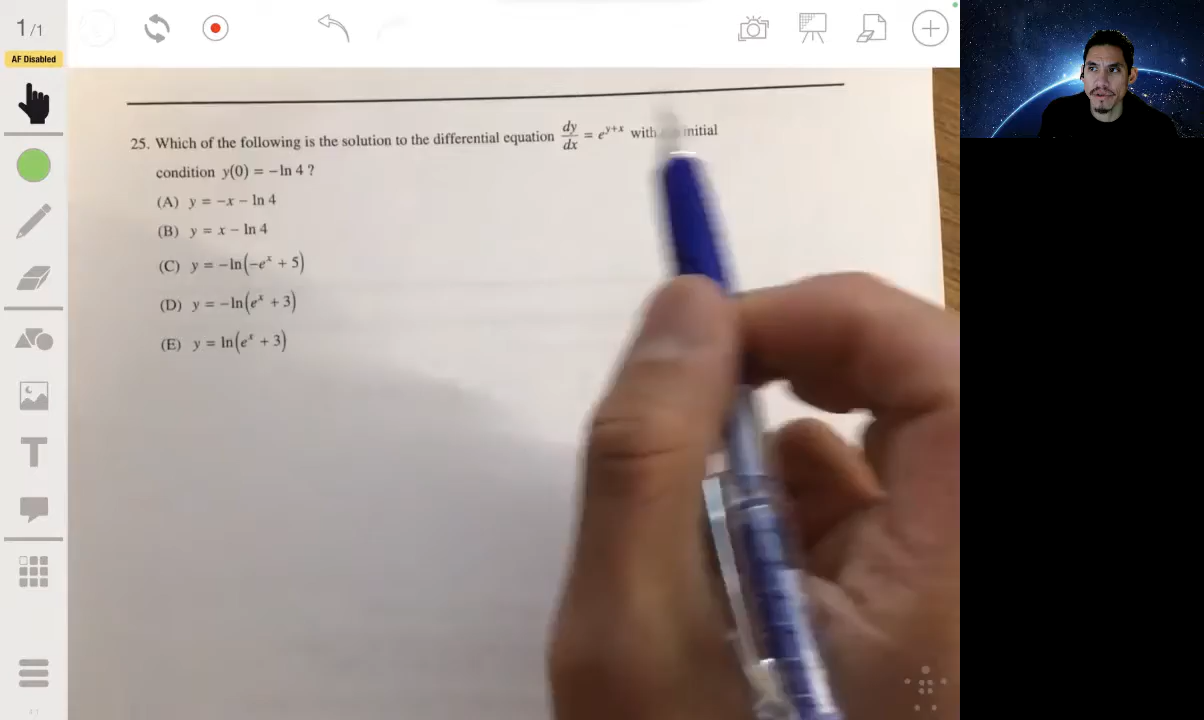 1/1
AF Disabled
25. Which of the following is the solution to the differential equation dy/dx = e^{y+x} with initial
condition y(0) = −ln 4 ?
(A) y = −x − ln 4
(B) y = x − ln 4
(C) y = −ln(−e^x + 5)
(D) y = −ln(e^x + 3)
(E) y = ln(e^x + 3)
T